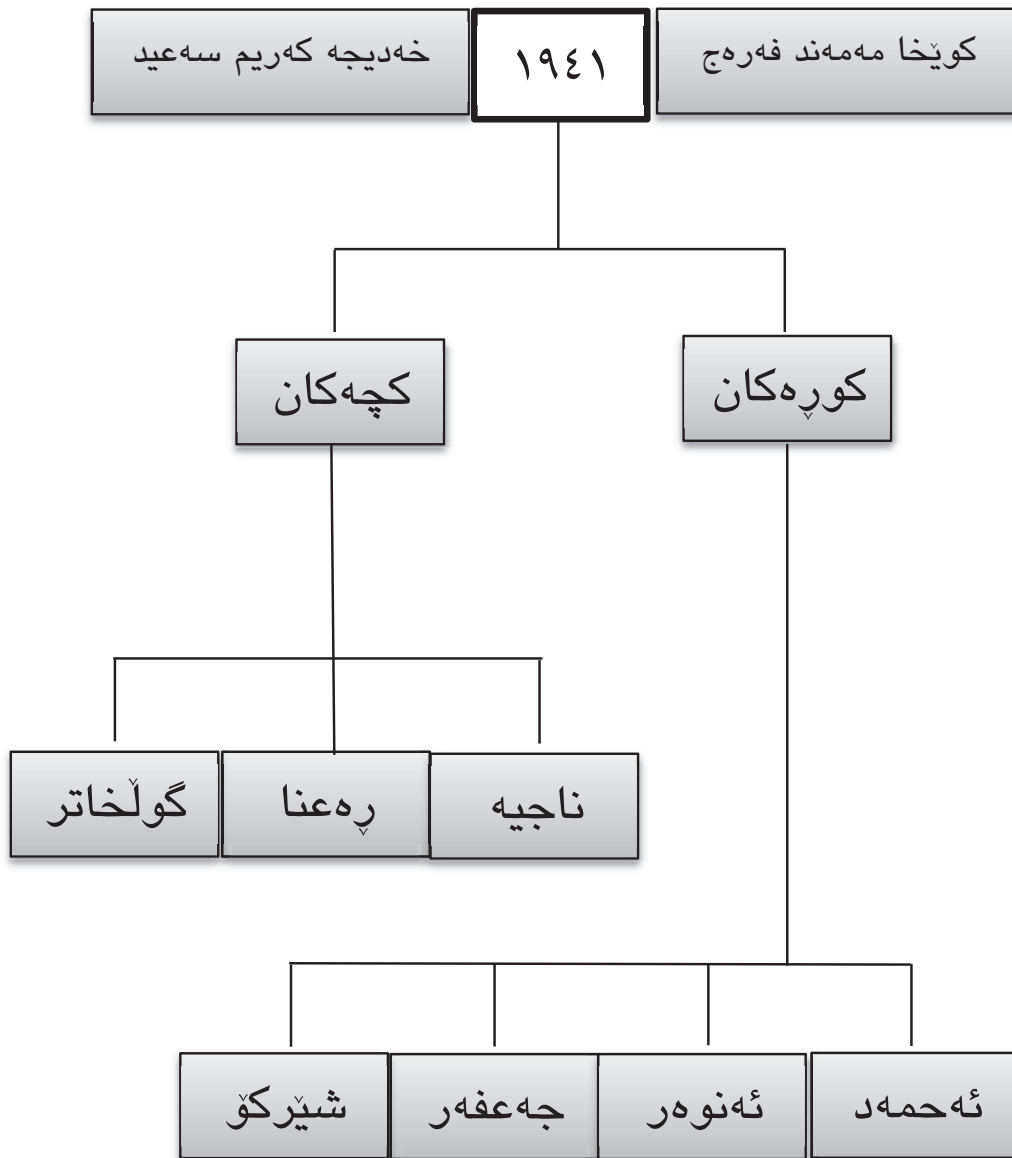 کوێخا مەمەند فەرەج
١٩٤١
خەدیجە کەریم سەعید
کوڕەکان
کچەکان
ناجیە
ڕەعنا
گوڵخاتر
ئەحمەد
ئەنوەر
جەعفەر
شێرکۆ